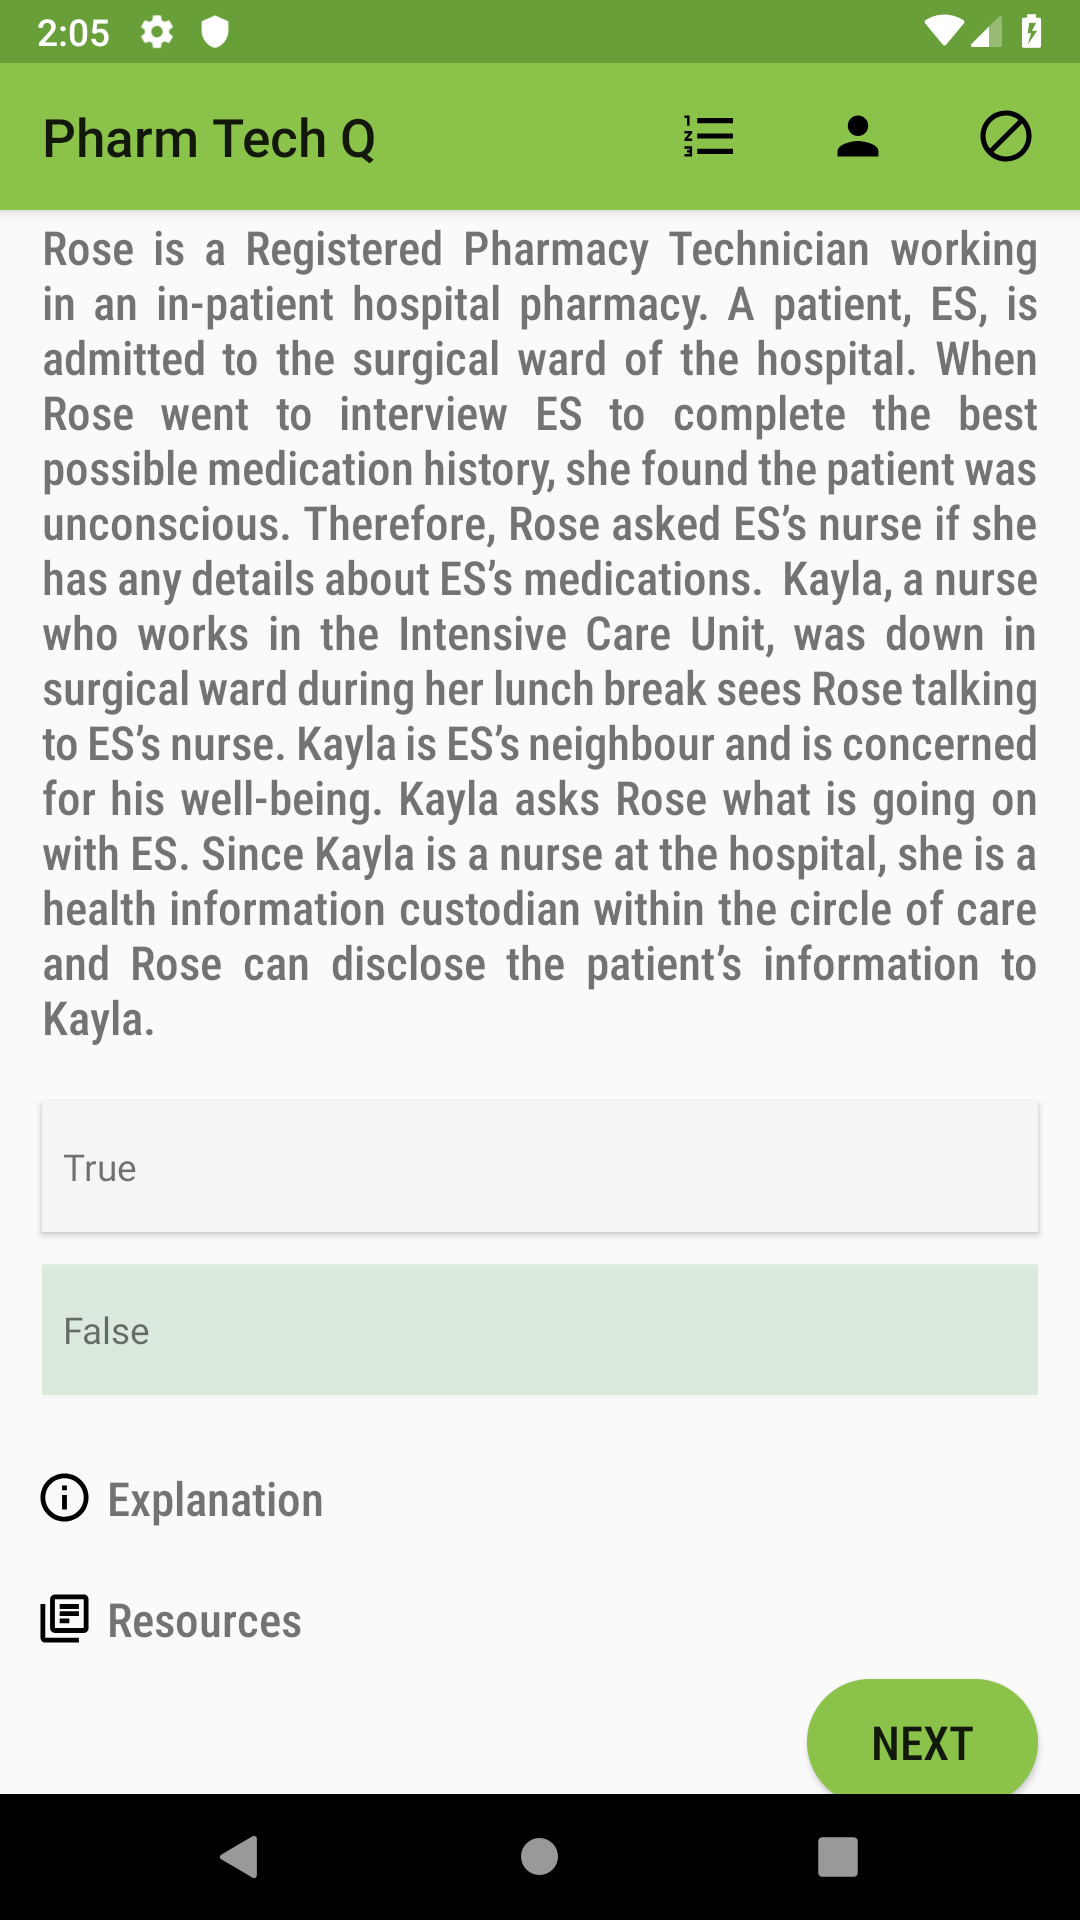 2:05
Pharm Tech Q
Rose is a Registered Pharmacy Technician working
in an in-patient hospital pharmacy. A patient, ES, is
admitted to the surgical ward of the hospital. When
Rose went to interview ES to complete the best
possible medication history, she found the patient was
unconscious. Therefore, Rose asked ES’s nurse if she
has any details about ES’s medications.  Kayla, a nurse
who works in the Intensive Care Unit, was down in
surgical ward during her lunch break sees Rose talking
to ES’s nurse. Kayla is ES’s neighbour and is concerned
for his well-being. Kayla asks Rose what is going on
with ES. Since Kayla is a nurse at the hospital, she is a
health information custodian within the circle of care
and Rose can disclose the patient’s information to
Kayla.
True
False
Explanation
Resources
NEXT